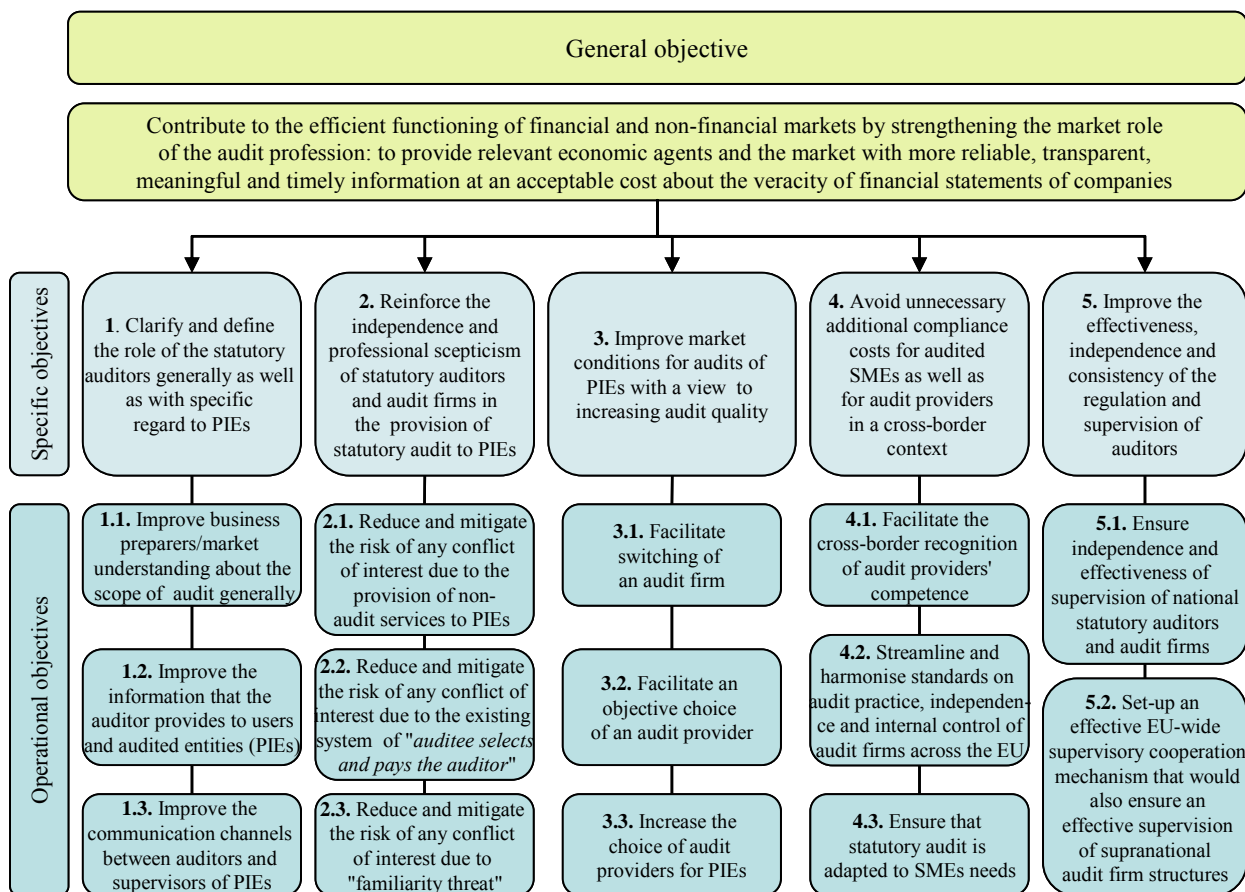 General objective
Contribute to the efficient functioning of financial and non-financial markets by strengthening the market role
of the audit profession: to provide relevant economic agents and the market with more reliable, transparent,
meaningful and timely information at an acceptable cost about the veracity of financial statements of companies
Specific objectives
1. Clarify and define
the role of the statutory
auditors generally as well
as with specific
regard to PIEs
2. Reinforce the
independence and
professional scepticism
of statutory auditors
and audit firms in
the provision of
statutory audit to PIEs
3. Improve market
conditions for audits of
PIEs with a view to
increasing audit quality
4. Avoid unnecessary
additional compliance
costs for audited
SMEs as well as
for audit providers
in a cross-border
context
5. Improve the
effectiveness,
independence and
consistency of the
regulation and
supervision of
auditors
Operational objectives
1.1. Improve business
preparers/market
understanding about the
scope of audit generally
1.2. Improve the
information that the
auditor provides to users
and audited entities (PIEs)
1.3. Improve the
communication channels
between auditors and
supervisors of PIEs
2.1. Reduce and mitigate
the risk of any conflict
of interest due to the
provision of non-
audit services to PIEs
2.2. Reduce and mitigate
the risk of any conflict of
interest due to the existing
system of "auditee selects
and pays the auditor"
2.3. Reduce and mitigate
the risk of any conflict
of interest due to
"familiarity threat"
3.1. Facilitate
switching of
an audit firm
3.2. Facilitate an
objective choice
of an audit provider
3.3. Increase the
choice of audit
providers for PIEs
4.1. Facilitate the
cross-border recognition
of audit providers'
competence
4.2. Streamline and
harmonise standards on
audit practice, independen-
ce and internal control of
audit firms across the EU
4.3. Ensure that
statutory audit is
adapted to SMEs needs
5.1. Ensure
independence and
effectiveness of
supervision of national
statutory auditors
and audit firms
5.2. Set-up an
effective EU-wide
supervisory cooperation
mechanism that would
also ensure an
effective supervision
of supranational
audit firm structures